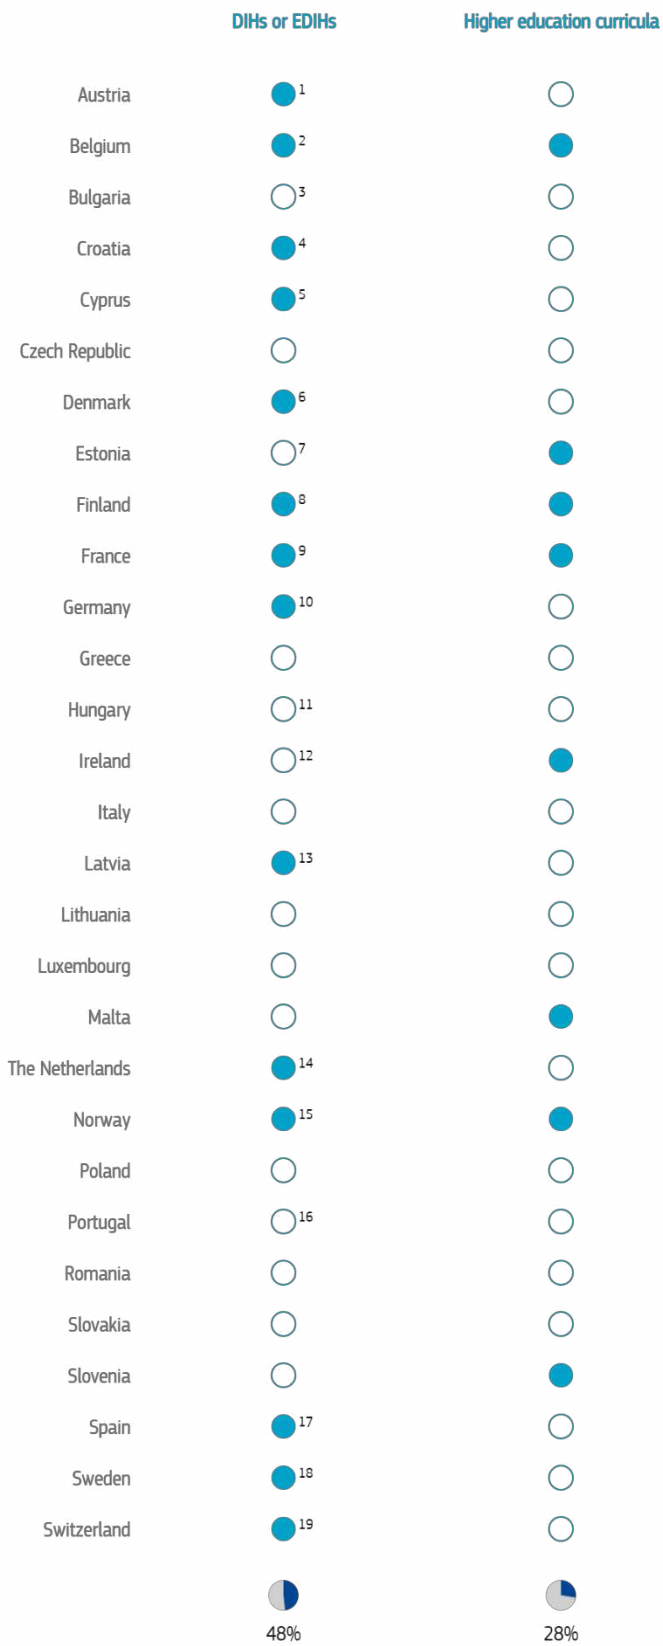 DIHs or EDIHs Higher education curricula
Austria 1
Belgium 2
Bulgaria 3
Croatia 4
Cyprus 5
Czech Republic
Denmark 6
Estonia 7
Finland 8
France 9
Germany 10
Greece
Hungary 11
Ireland 12
Italy
Latvia 13
Lithuania
Luxembourg
Malta
The Netherlands 14
Norway 15
Poland
Portugal 16
Romania
Slovakia
Slovenia
Spain 17
Sweden 18
Switzerland 19
48% 28%